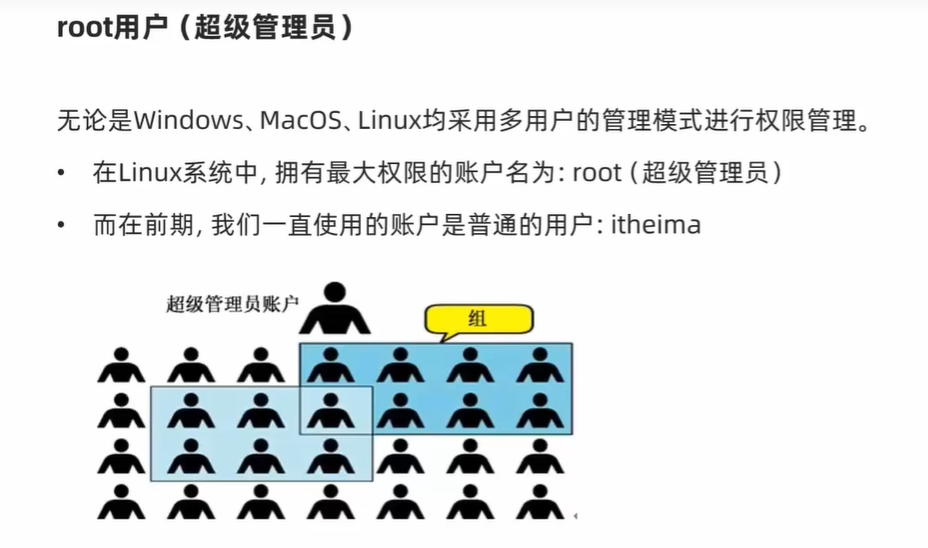 root用户（超级管理员）
无论是Windows、MacOS、Linux均采用多用户的管理模式进行权限管理。
• 在Linux系统中, 拥有最大权限的账户名为: root（超级管理员）
• 而在前期, 我们一直使用的账户是普通的用户: itheima
超级管理员账户
组